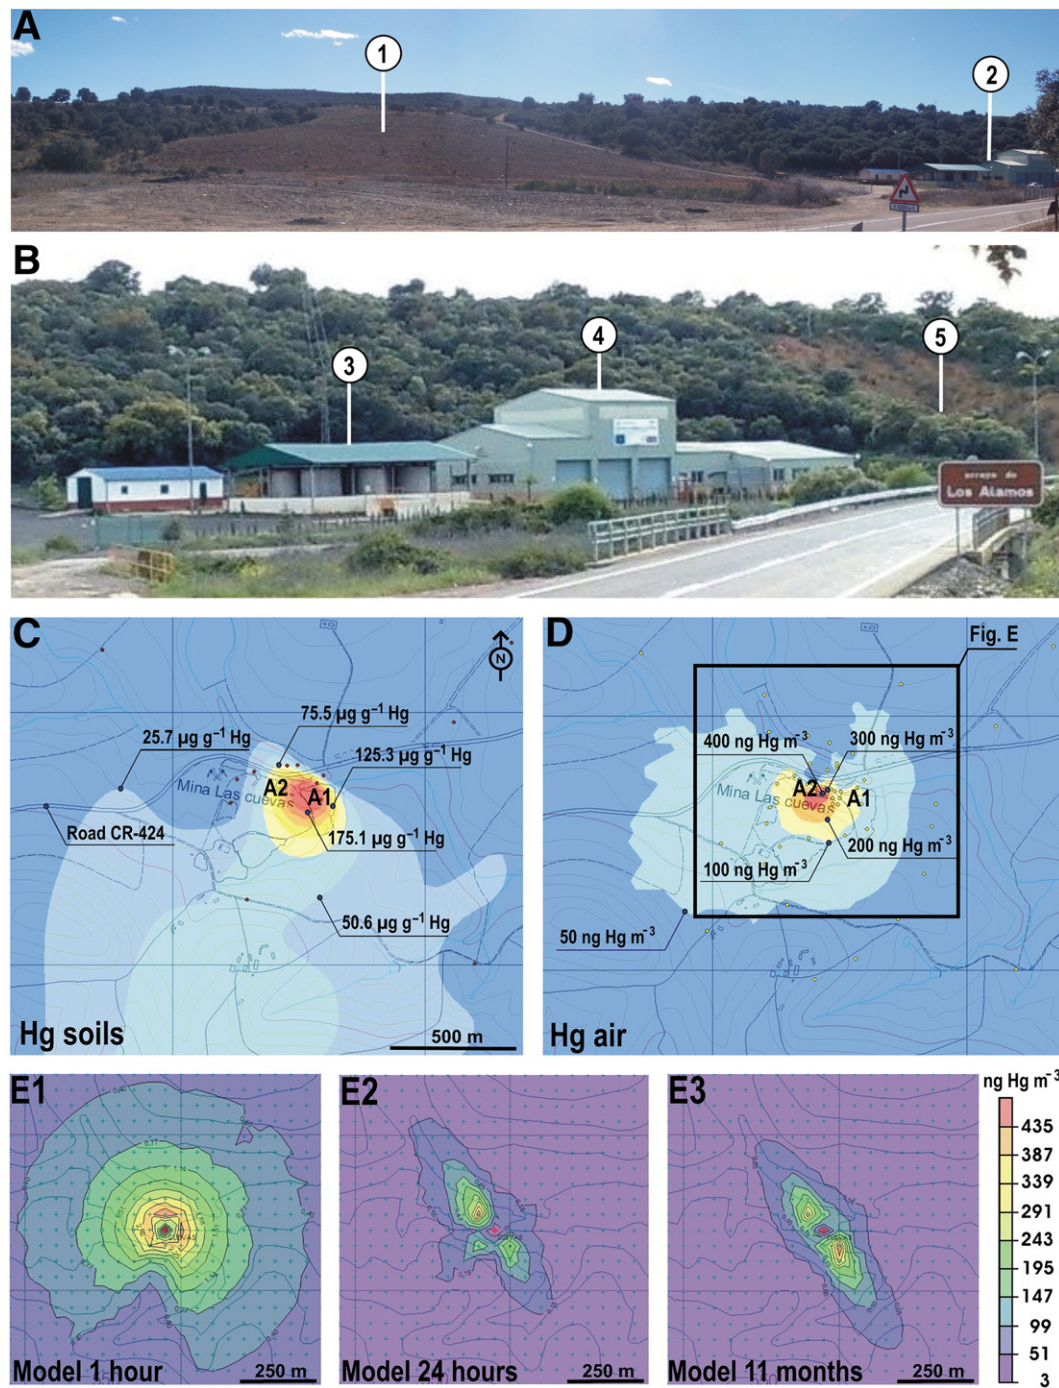 A
1
2
B
3
4
5
arroyo de
Los Alamos
C
N
75.5 µg g⁻¹ Hg
25.7 µg g⁻¹ Hg
125.3 µg g⁻¹ Hg
A2
A1
Mina Las cuevas
Road CR-424
175.1 µg g⁻¹ Hg
50.6 µg g⁻¹ Hg
Hg soils
500 m
D
Fig. E
400 ng Hg m⁻³
300 ng Hg m⁻³
A2
A1
Mina Las cuevas
200 ng Hg m⁻³
100 ng Hg m⁻³
50 ng Hg m⁻³
Hg air
E1
Model 1 hour
250 m
E2
Model 24 hours
250 m
E3
Model 11 months
250 m
ng Hg m⁻³
435
387
339
291
243
195
147
99
51
3